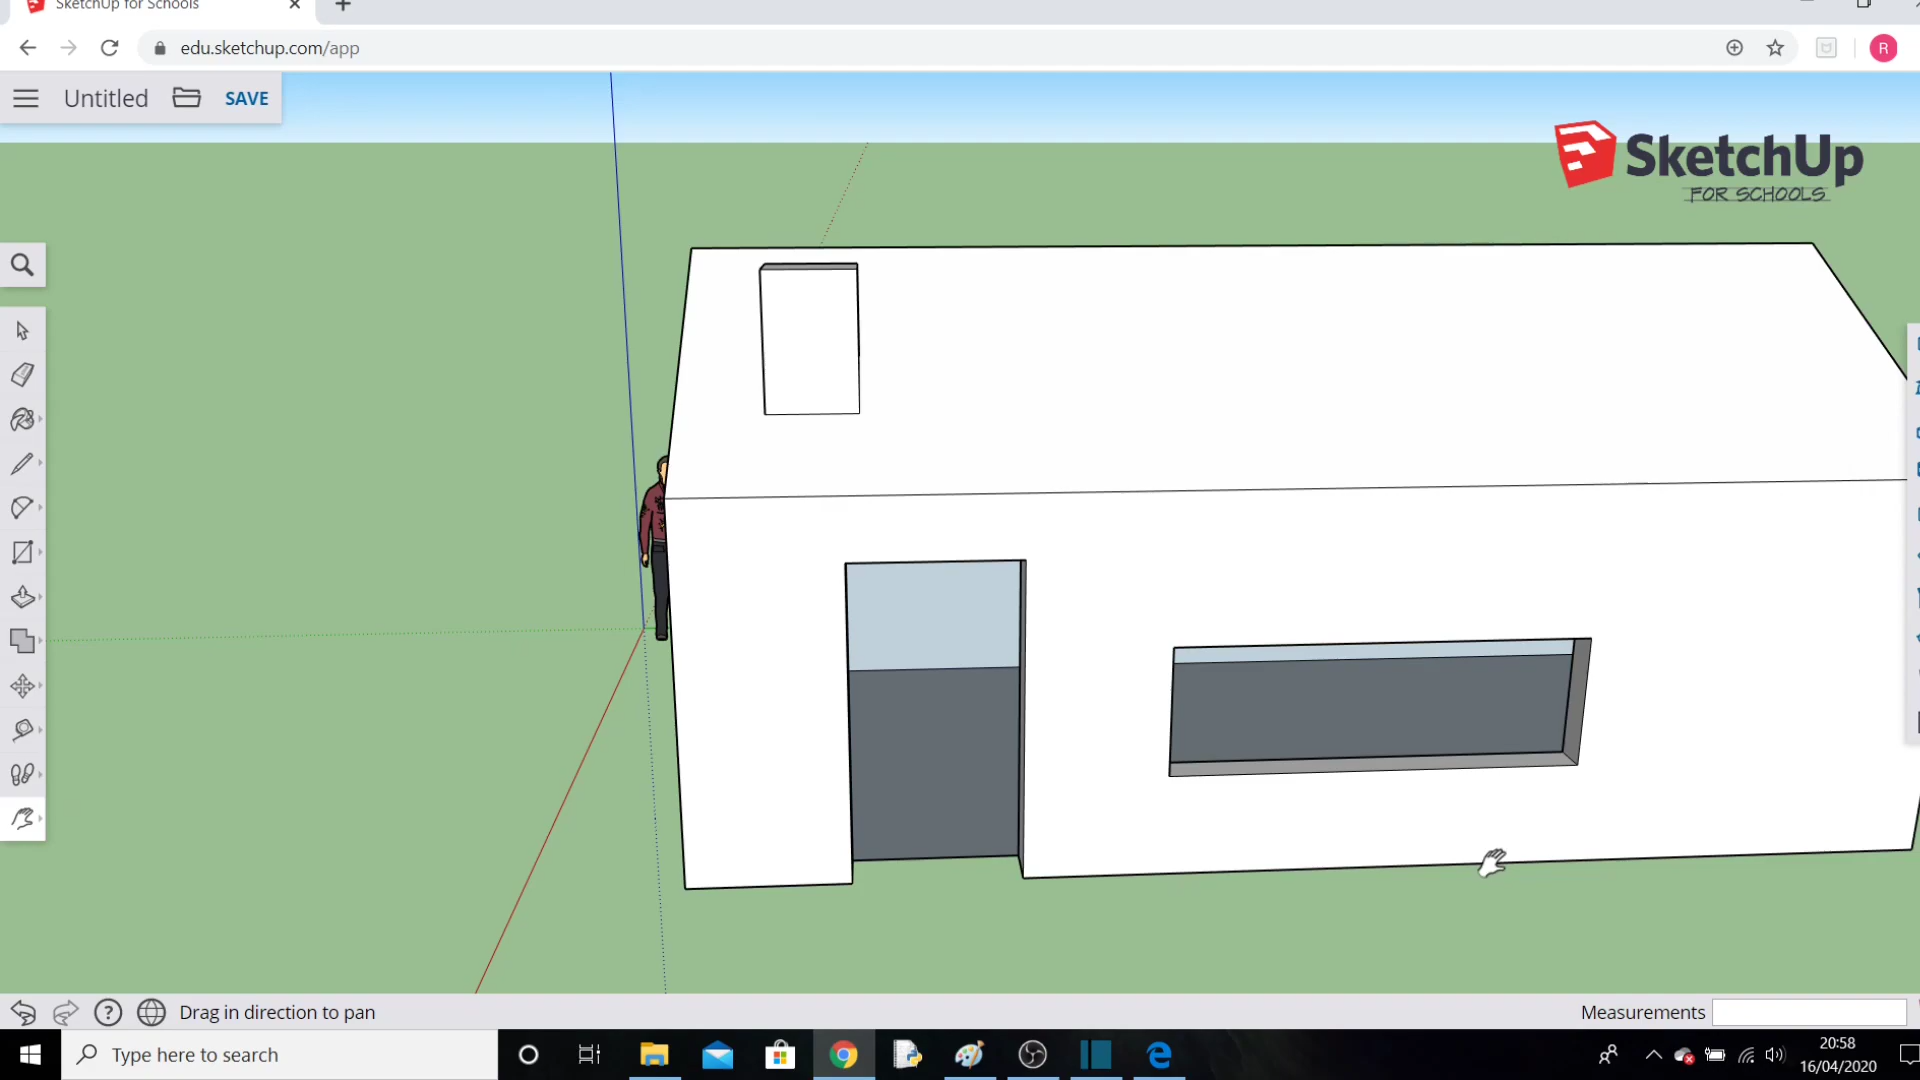 SketchUp for Schools
edu.sketchup.com/app
R
Untitled SAVE
SketchUp
FOR SCHOOLS
Drag in direction to pan
Measurements
Type here to search
20:58
16/04/2020